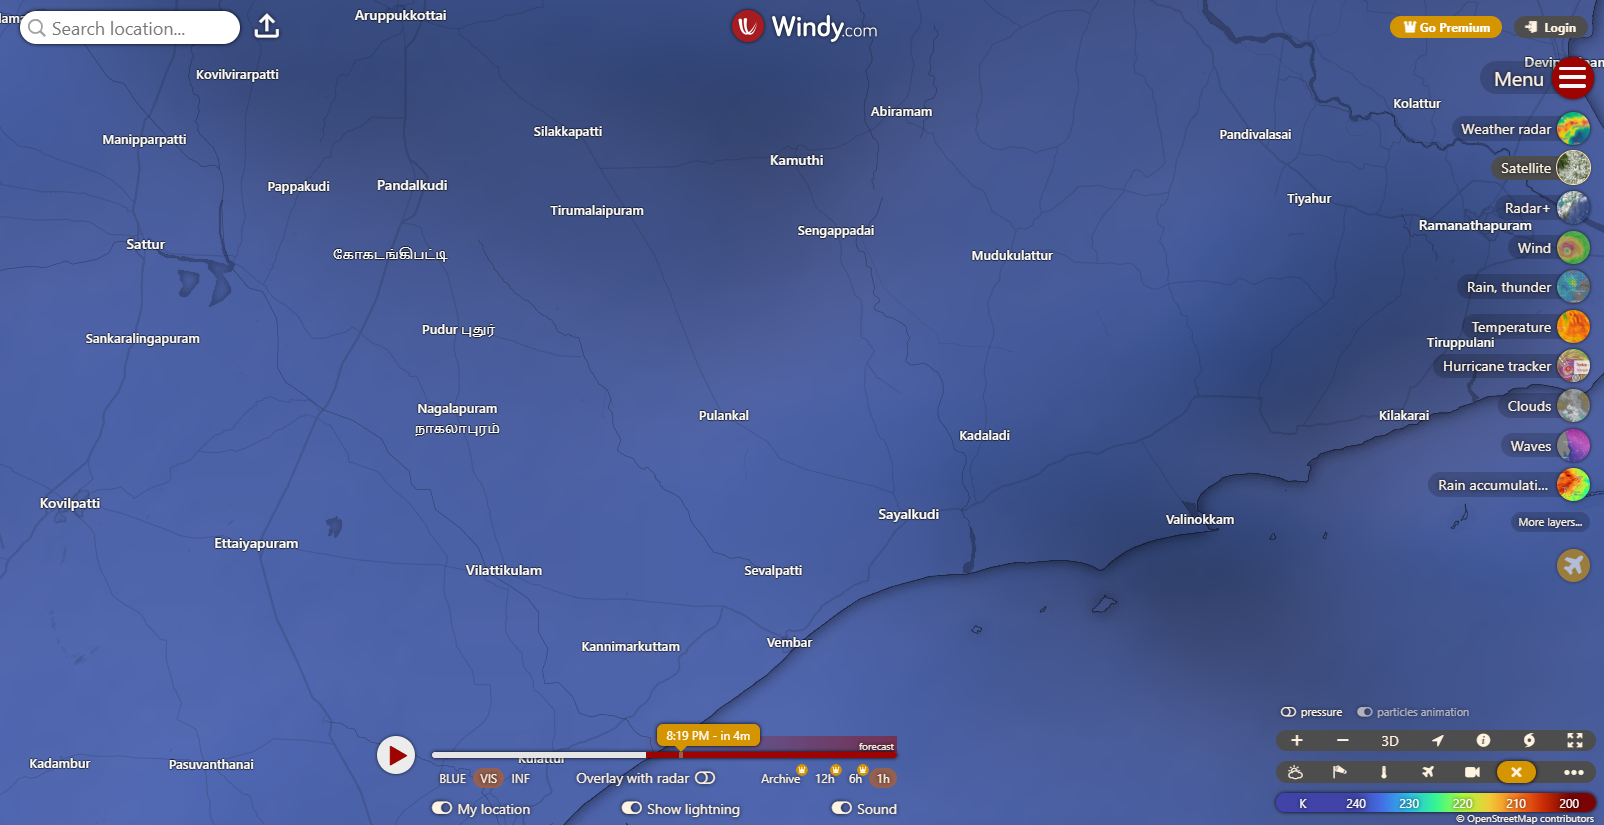 Aruppukkottai
Search location...
Windy.com
Go Premium
Login
Kovilvirarpatti
Menu
Kolattur
Abiramam
Silakkapatti
Pandivalasai
Weather radar
Manipparpatti
Kamuthi
Satellite
Pappakudi
Pandalkudi
Tiyahur
Radar+
Tirumalaipuram
Ramanathapuram
Sengappadai
Sattur
Wind
கோகடங்கிபட்டி
Mudukulattur
Rain, thunder
Pudur புதுர்
Temperature
Sankaralingapuram
Tiruppulani
Hurricane tracker
Nagalapuram
நாகலாபுரம்
Clouds
Pulankal
Kilakarai
Kadaladi
Waves
Rain accumulati...
Kovilpatti
Sayalkudi
Valinokkam
More layers...
Ettaiyapuram
Vilattikulam
Sevalpatti
Kannimarkuttam
Vembar
pressure
particles animation
8:19 PM - in 4m
forecast
3D
Kadambur
Pasuvanthanai
Kulattur
BLUE VIS INF
Overlay with radar
Archive 12h 6h 1h
My location
Show lightning
Sound
K 240 230 220 210 200
© OpenStreetMap contributors